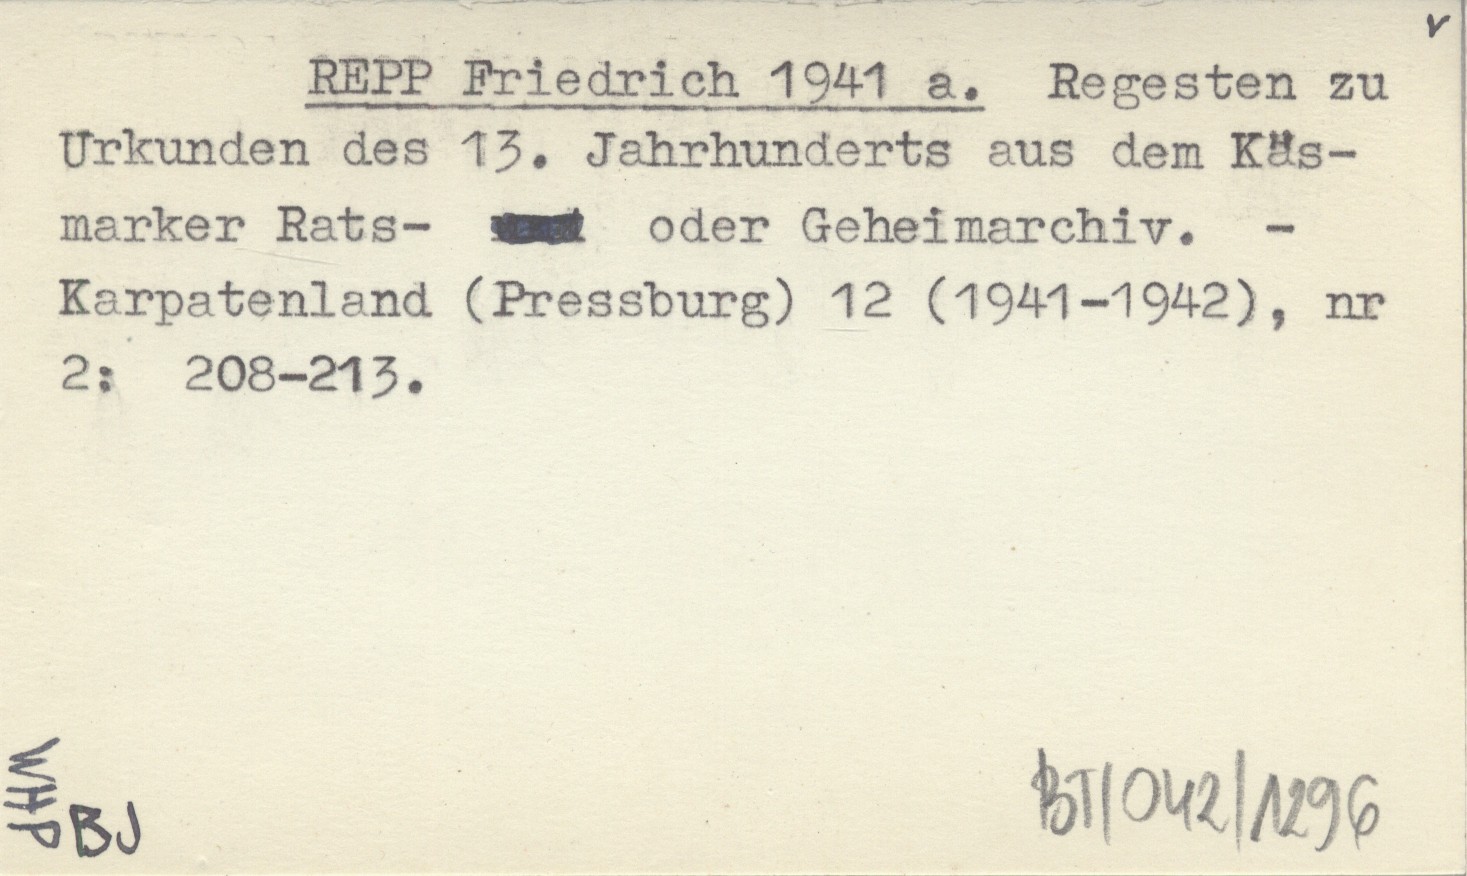 v
REPP Friedrich 1941 a. Regesten zu
Urkunden des 13. Jahrhunderts aus dem Käs-
marker Rats- oder Geheimarchiv. -
Karpatenland (Pressburg) 12 (1941-1942), nr
2: 208-213.
WHP
BJ
BT/042/1296